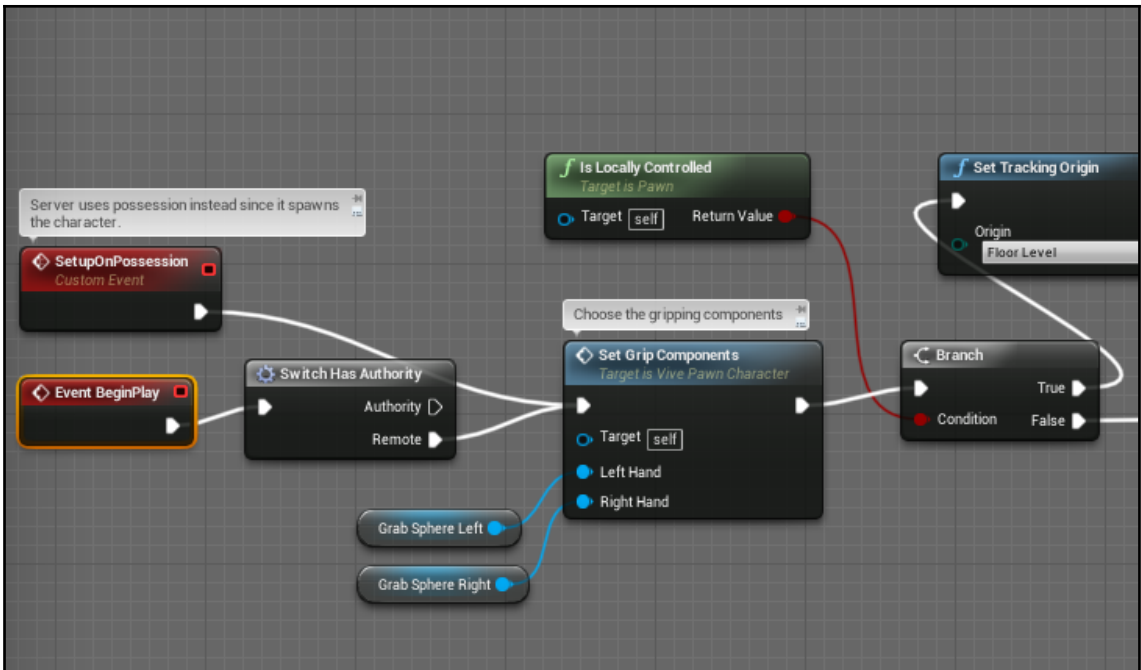 Is Locally Controlled
Target is Pawn
Target self Return Value
Set Tracking Origin
Origin
Floor Level
Server uses possession instead since it spawns
the character.
SetupOnPossession
Custom Event
Choose the gripping components
Set Grip Components
Target is Vive Pawn Character
Target self
Left Hand
Right Hand
Branch
True
Condition False
Event BeginPlay
Switch Has Authority
Authority
Remote
Grab Sphere Left
Grab Sphere Right